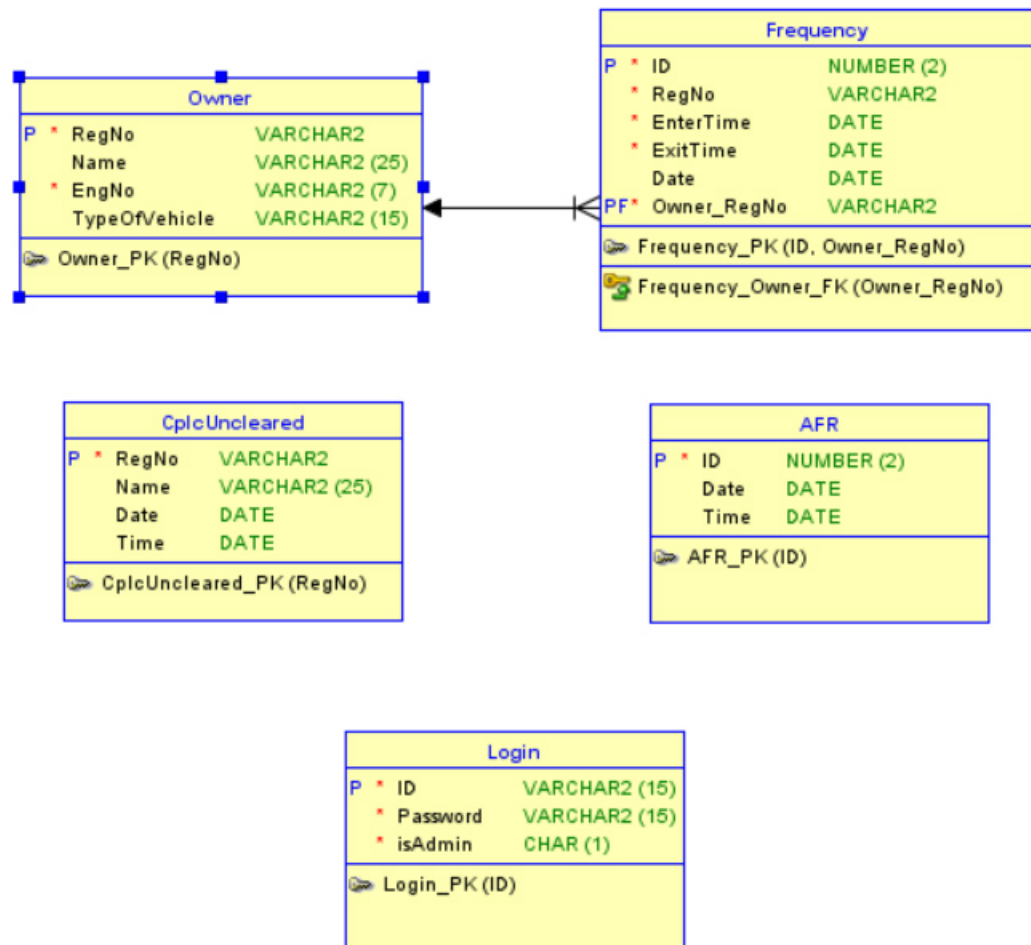 Owner
P * RegNo VARCHAR2
Name VARCHAR2 (25)
* EngNo VARCHAR2 (7)
TypeOfVehicle VARCHAR2 (15)
Owner_PK (RegNo)
Frequency
P * ID NUMBER (2)
* RegNo VARCHAR2
* EnterTime DATE
* ExitTime DATE
Date DATE
PF* Owner_RegNo VARCHAR2
Frequency_PK (ID, Owner_RegNo)
Frequency_Owner_FK (Owner_RegNo)
CplcUncleared
P * RegNo VARCHAR2
Name VARCHAR2 (25)
Date DATE
Time DATE
CplcUncleared_PK (RegNo)
AFR
P * ID NUMBER (2)
Date DATE
Time DATE
AFR_PK (ID)
Login
P * ID VARCHAR2 (15)
* Password VARCHAR2 (15)
* isAdmin CHAR (1)
Login_PK (ID)